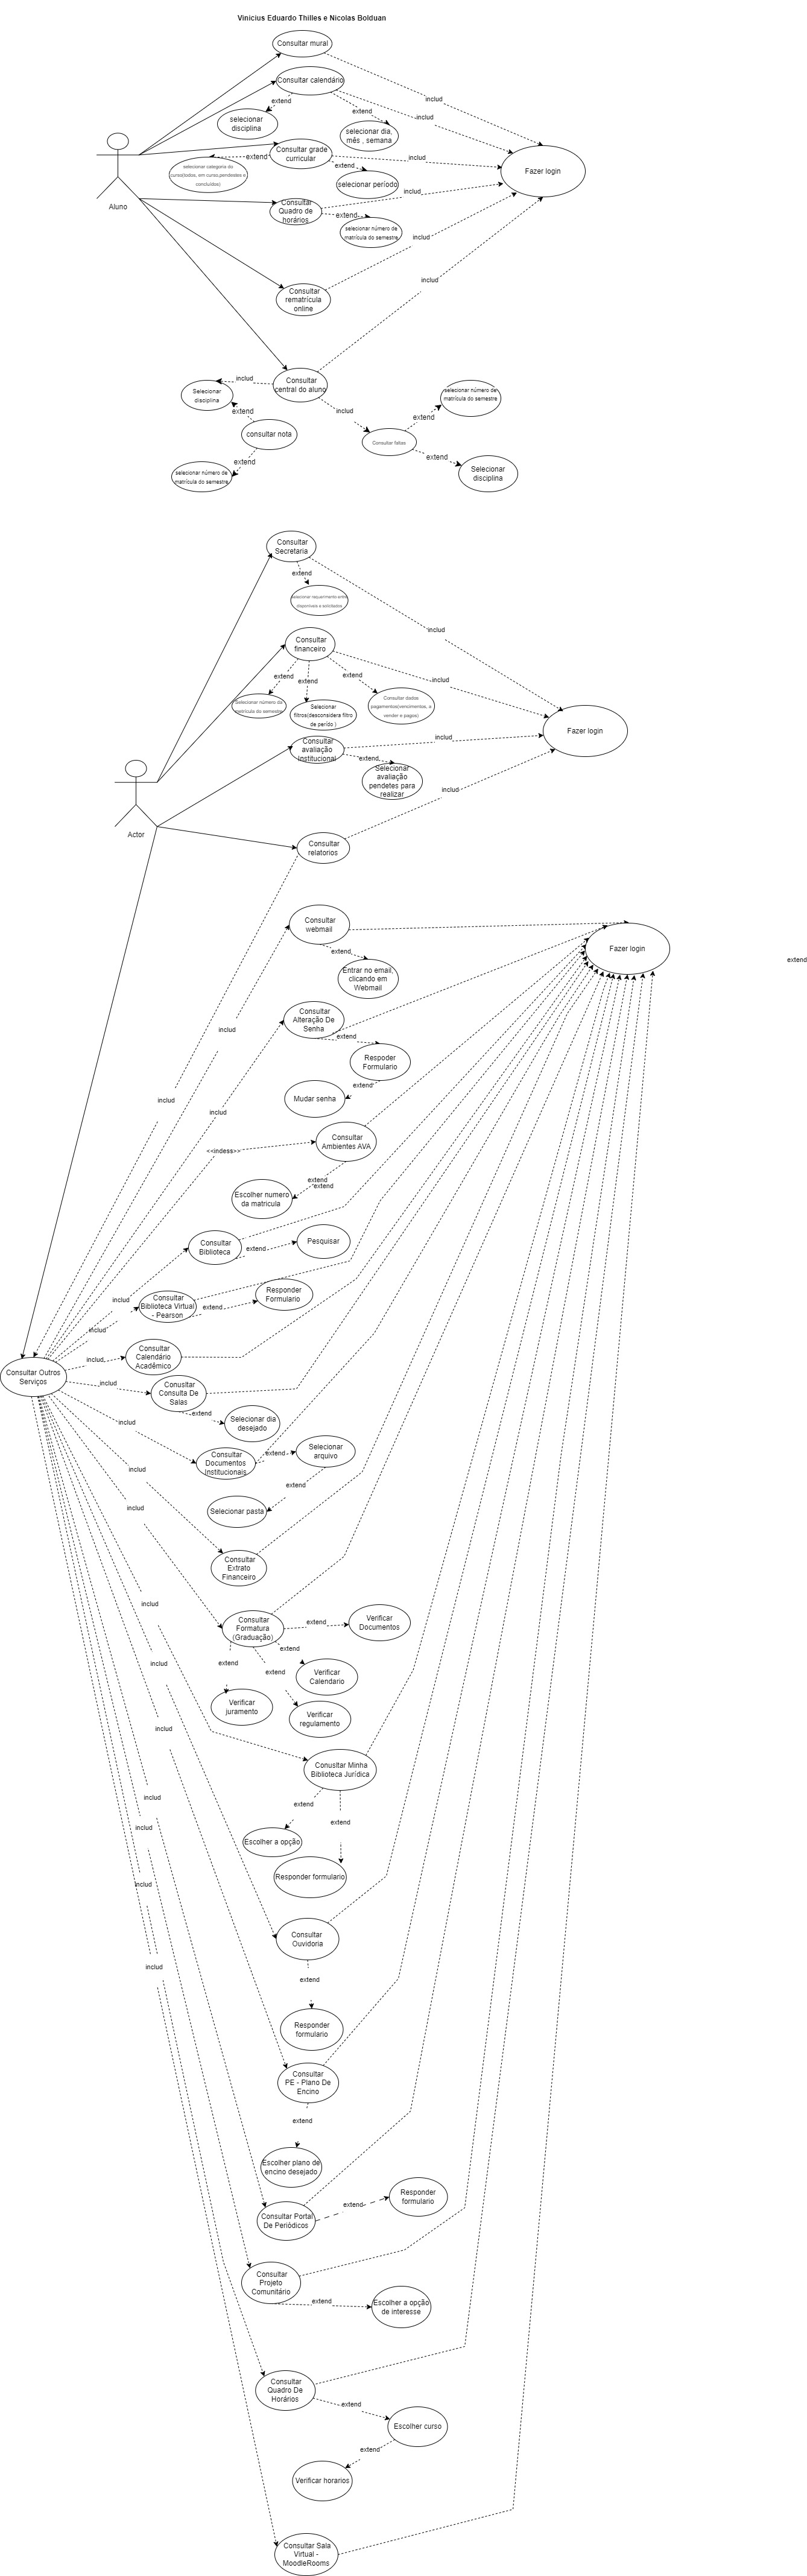 Vinicius Eduardo Thilles e Nicolas Bolduan
Consultar mural
Consultar calendário
includ
extend
extend
includ
selecionar
disciplina
selecionar dia,
mês , semana
Consultar grade
curricular
extend
includ
extend
Fazer login
selecionar categoria do
curso(todos, em curso,pendestes e
concluídos)
selecionar período
Aluno
includ
Consultar
Quadro de
horários
extend
selecionar número de
matrícula do semestre
includ
includ
Consultar
rematrícula
online
Consultar
central do aluno
includ
Selecionar
disciplina
extend
consultar nota
extend
selecionar número de
matrícula do semestre
includ
Consultar faltas
extend
selecionar número de
matrícula do semestre
extend
Selecionar
disciplina
Consultar
Secretaria
extend
includ
Consultar
financeiro
extend
extend
extend
includ
Selecionar número da
matrícula do semestre
Selecionar
filtros(desconsidera filtro
de perído )
Consultar dados
pagamentos(vencimentos, a
vender e pagos)
Fazer login
Consultar
avaliação
Institucional
includ
extend
Selecionar
avaliação
pendetes para
realizar
Actor
includ
Consultar
relatorios
Consultar
webmail
Fazer login
extend
extend
Entrar no email,
clicando em
Webmail
Consultar
Alteração De
Senha
includ
extend
Respoder
Formulario
extend
Mudar senha
includ
includ
Consultar
Ambientes AVA
<<indess>>
extend
extend
Escolher numero
da matricula
Consultar
Biblioteca
extend
Pesquisar
includ
Consultar
Biblioteca Virtual
- Pearson
extend
Responder
Formulario
includ
Consultar
Calendário
Acadêmico
includ
Consultar Outros
Serviços
includ
Conusltar
Consulta De
Salas
extend
Selecionar dia
desejado
includ
Consultar
Documentos
Institucionais
extend
Selecionar
arquivo
extend
Selecionar pasta
includ
Consultar
Extrato
Financeiro
includ
Consultar
Formatura
(Graduação)
extend
Verificar
Documentos
extend
Verificar
Calendario
extend
Verificar
juramento
extend
Verificar
regulamento
includ
Conusltar Minha
Biblioteca Jurídica
extend
Escolher a opção
extend
Responder formulario
includ
Consultar
Ouvidoria
extend
Responder
formulario
includ
Consultar
PE - Plano De
Encino
extend
Escolher plano de
encino desejado
includ
Consultar Portal
De Periódicos
extend
Responder
formulario
includ
Consultar
Projeto
Comunitário
extend
Escolher a opção
de interesse
includ
Consultar
Quadro De
Horários
extend
Escolher curso
extend
Verificar horarios
includ
Consultar Sala
Virtual -
MoodleRooms